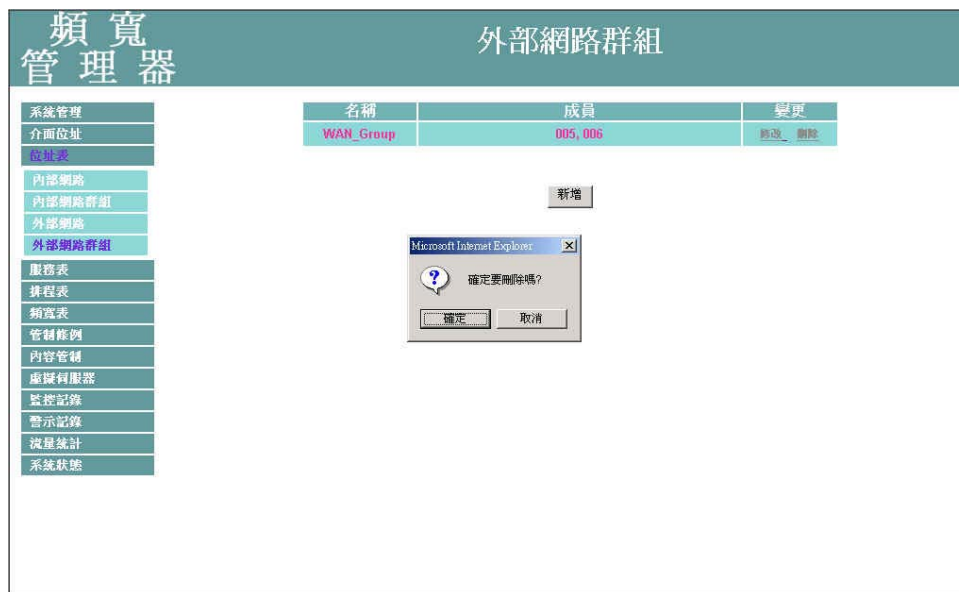 頻 寬
管 理 器
外部網路群組
系統管理
介面位址
位址表
內部網路
內部網路群組
外部網路
外部網路群組
服務表
排程表
頻寬表
管制條例
內容管制
虛擬伺服器
監控記錄
警示記錄
流量統計
系統狀態
名稱 成員 變更
WAN_Group 005, 006 修改 刪除
新增
Microsoft Internet Explorer
確定要刪除嗎?
確定 取消